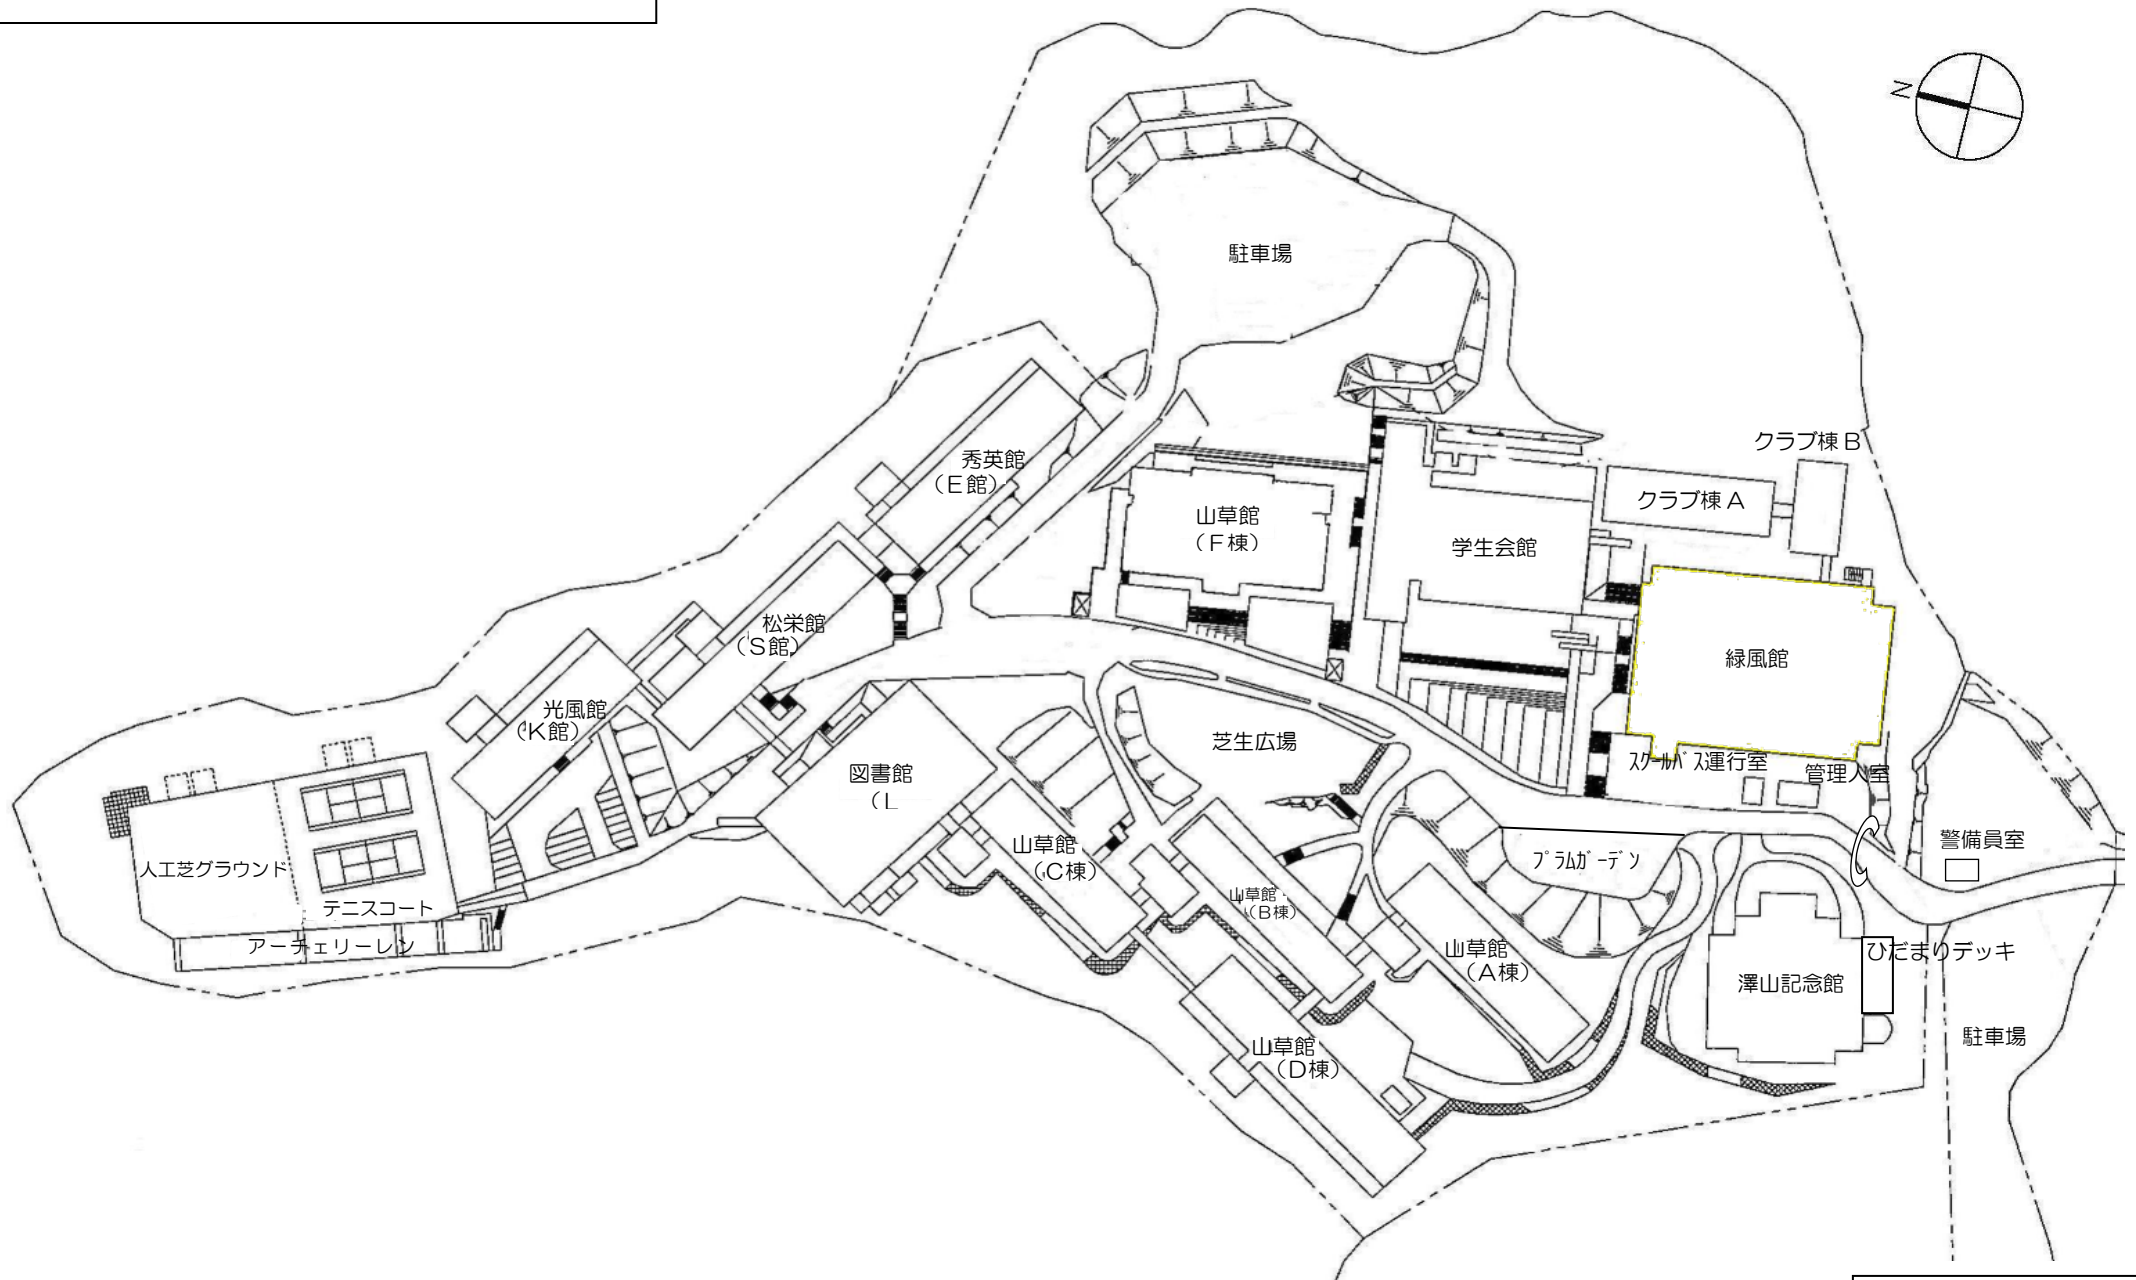 N
駐車場
クラブ棟B
秀英館
(E館)
クラブ棟A
山草館
(F棟)
学生会館
松栄館
(S館)
緑風館
光風館
(K館)
芝生広場
スクールバス運行室
管理人室
図書館
(L
山草館
(C棟)
プラムガーデン
警備員室
人工芝グラウンド
テニスコート
山草館
(B棟)
アーチェリーレン
山草館
(A棟)
ひだまりデッキ
澤山記念館
山草館
(D棟)
駐車場